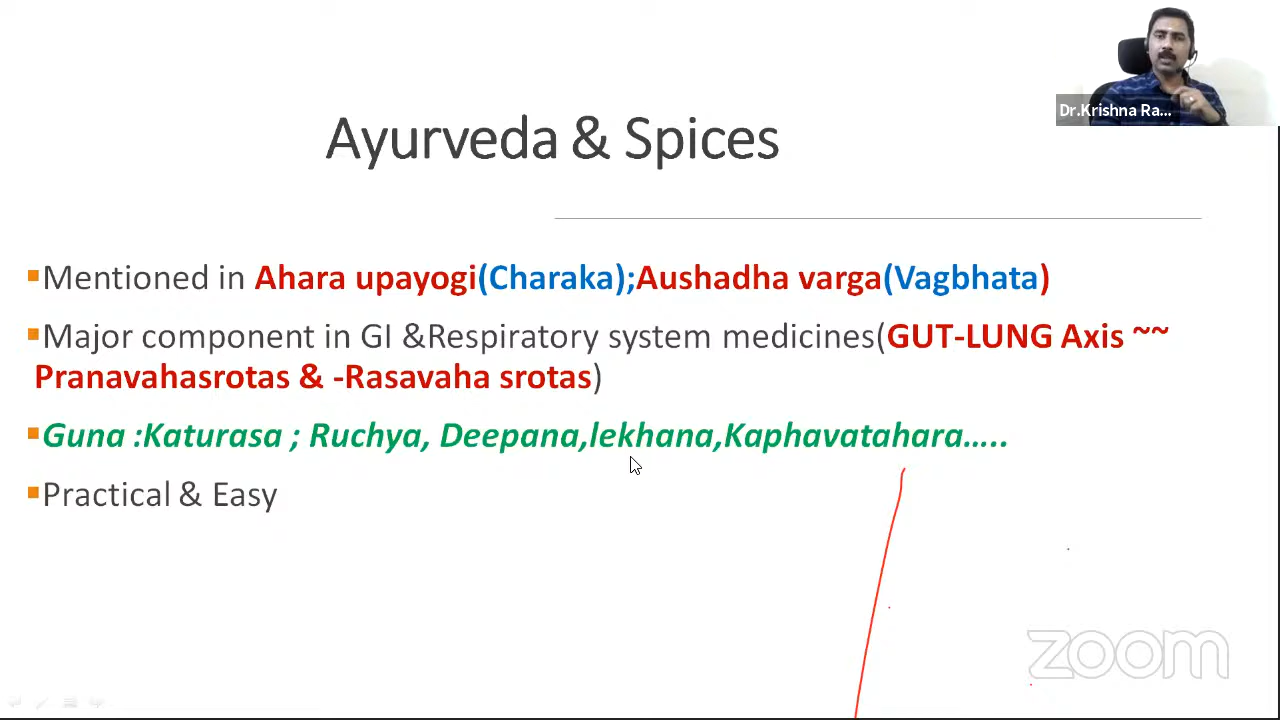 Dr.Krishna Ra...
Ayurveda & Spices
Mentioned in Ahara upayogi(Charaka);Aushadha varga(Vagbhata)
Major component in GI &Respiratory system medicines(GUT-LUNG Axis ~~
Pranavahasrotas & -Rasavaha srotas)
Guna :Katurasa ; Ruchya, Deepana,lekhana,Kaphavatahara.....
Practical & Easy
zoom